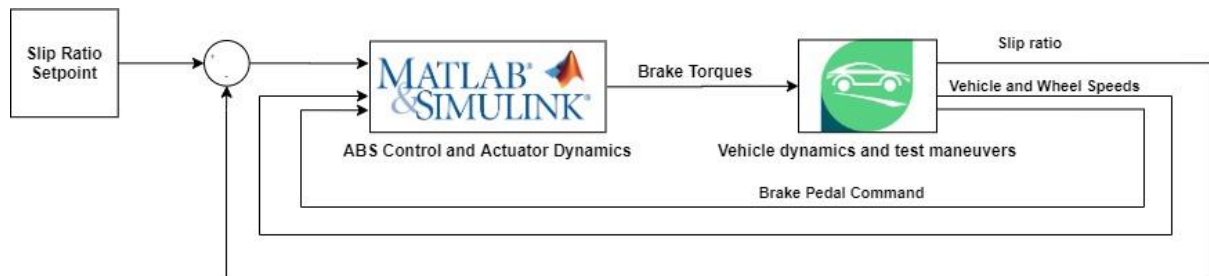 Slip Ratio
Setpoint
+
-
MATLAB®
&SIMULINK®
ABS Control and Actuator Dynamics
Brake Torques
Vehicle dynamics and test maneuvers
Slip ratio
Vehicle and Wheel Speeds
Brake Pedal Command